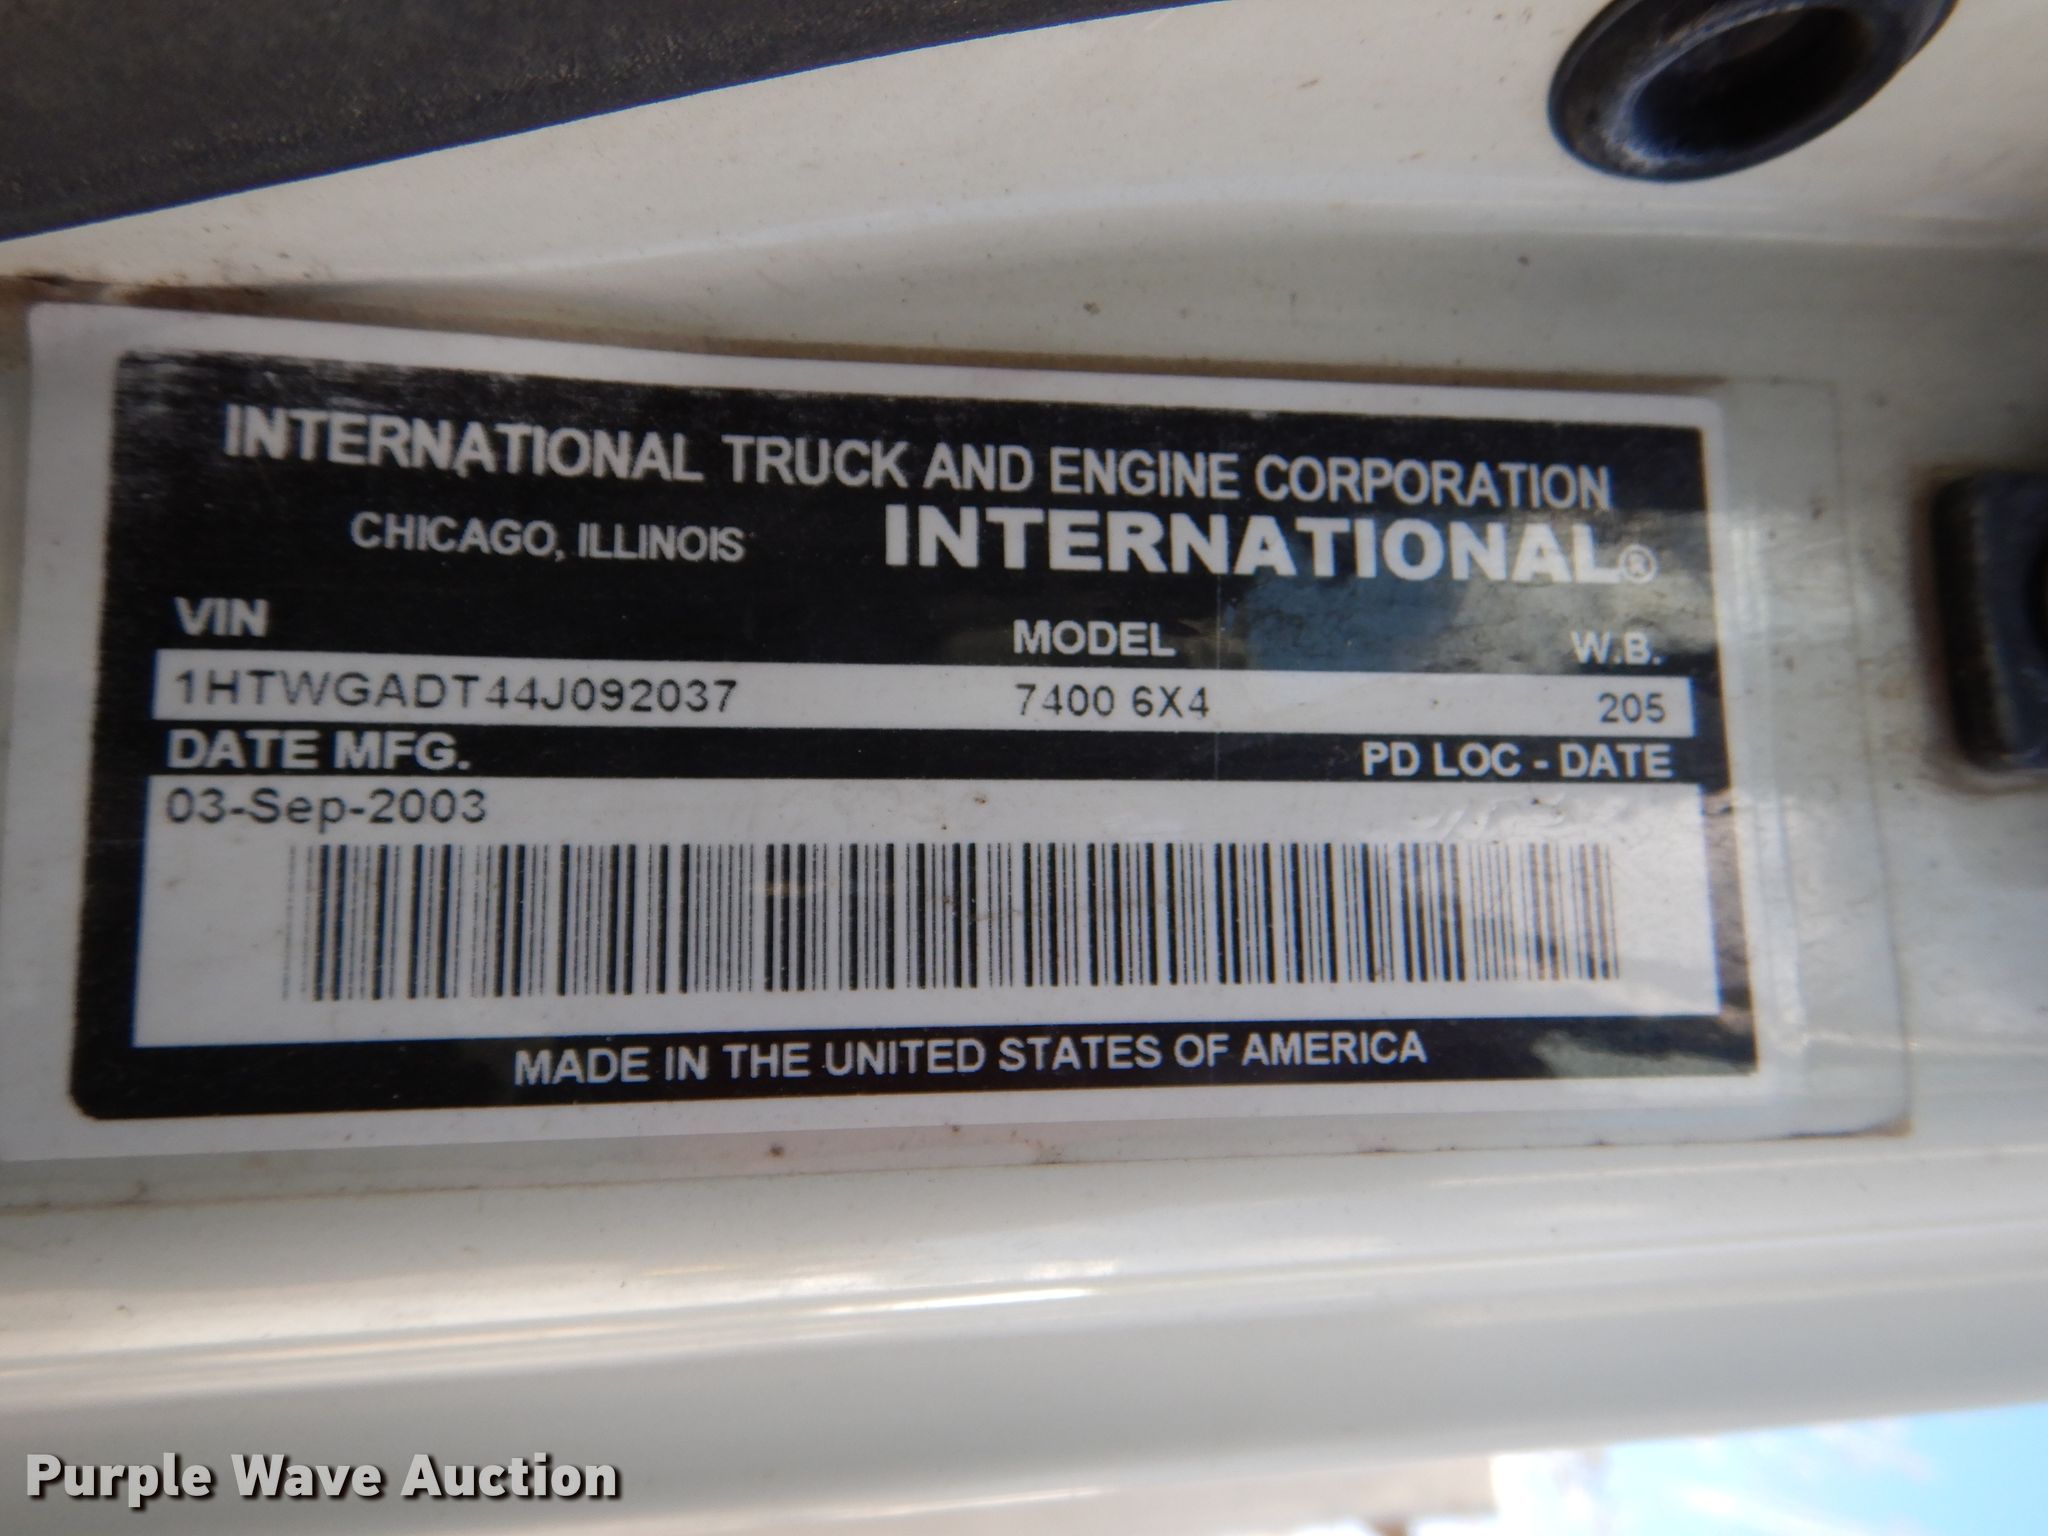 INTERNATIONAL TRUCK AND ENGINE CORPORATION
CHICAGO, ILLINOIS INTERNATIONAL®
VIN MODEL W.B.
1HTWGADT44J092037 7400 6X4 205
DATE MFG. PD LOC - DATE
03-Sep-2003
MADE IN THE UNITED STATES OF AMERICA
Purple Wave Auction